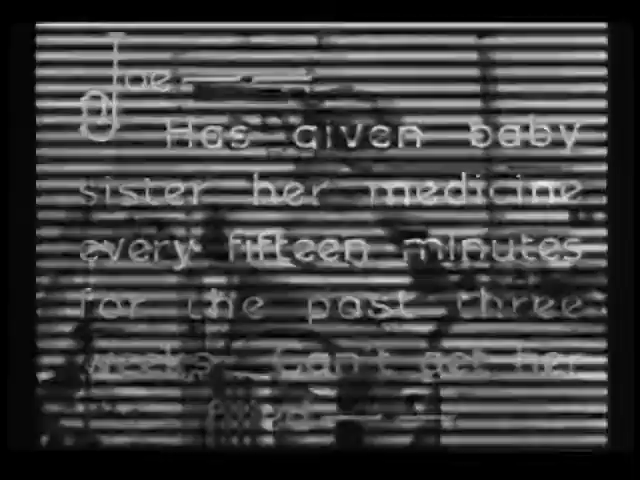 Joe
Has given baby
sister her medicine
every fifteen minutes
for the past three
weeks. Can't get her